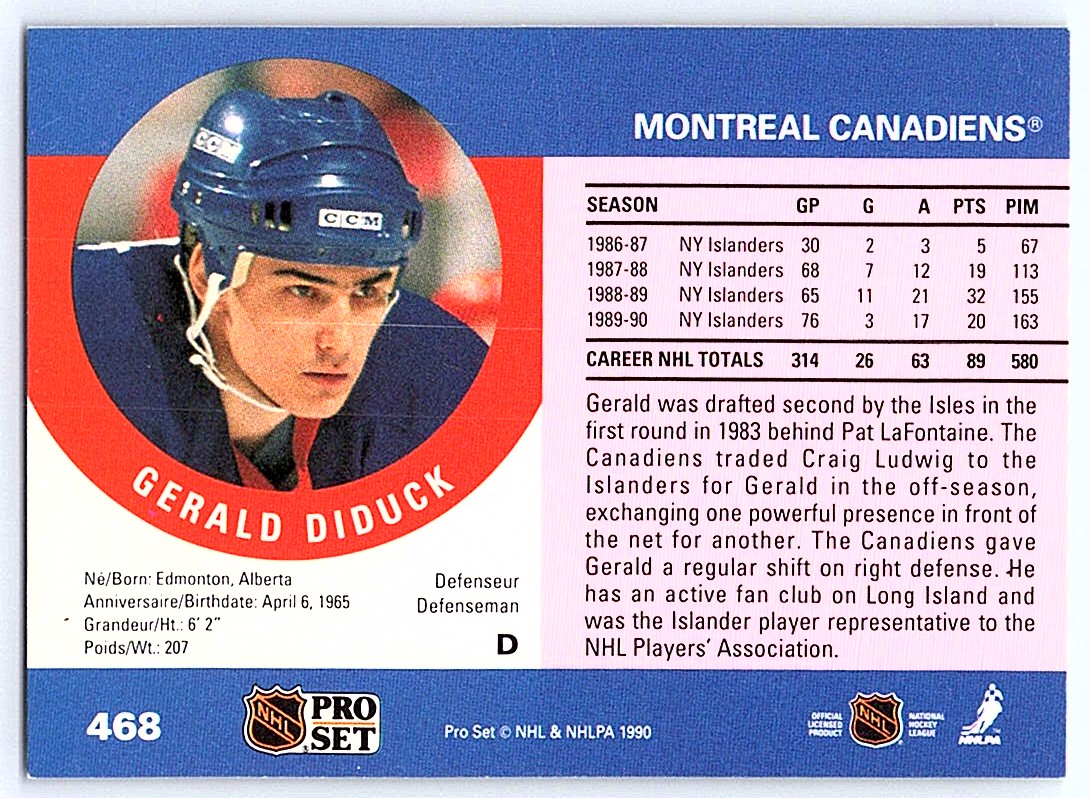 MONTREAL CANADIENS®
CCM
CCM
GERALD DIDUCK
Né/Born: Edmonton, Alberta
Anniversaire/Birthdate: April 6, 1965
Grandeur/Ht.: 6' 2"
Poids/Wt.: 207
Defenseur
Defenseman
D
SEASON GP G A PTS PIM
1986-87 NY Islanders 30 2 3 5 67
1987-88 NY Islanders 68 7 12 19 113
1988-89 NY Islanders 65 11 21 32 155
1989-90 NY Islanders 76 3 17 20 163
CAREER NHL TOTALS 314 26 63 89 580
Gerald was drafted second by the Isles in the
first round in 1983 behind Pat LaFontaine. The
Canadiens traded Craig Ludwig to the
Islanders for Gerald in the off-season,
exchanging one powerful presence in front of
the net for another. The Canadiens gave
Gerald a regular shift on right defense. He
has an active fan club on Long Island and
was the Islander player representative to the
NHL Players' Association.
468
NHL
PRO
SET
Pro Set © NHL & NHLPA 1990
OFFICIAL
LICENSED
PRODUCT
NHL
NATIONAL
HOCKEY
LEAGUE
NHLPA